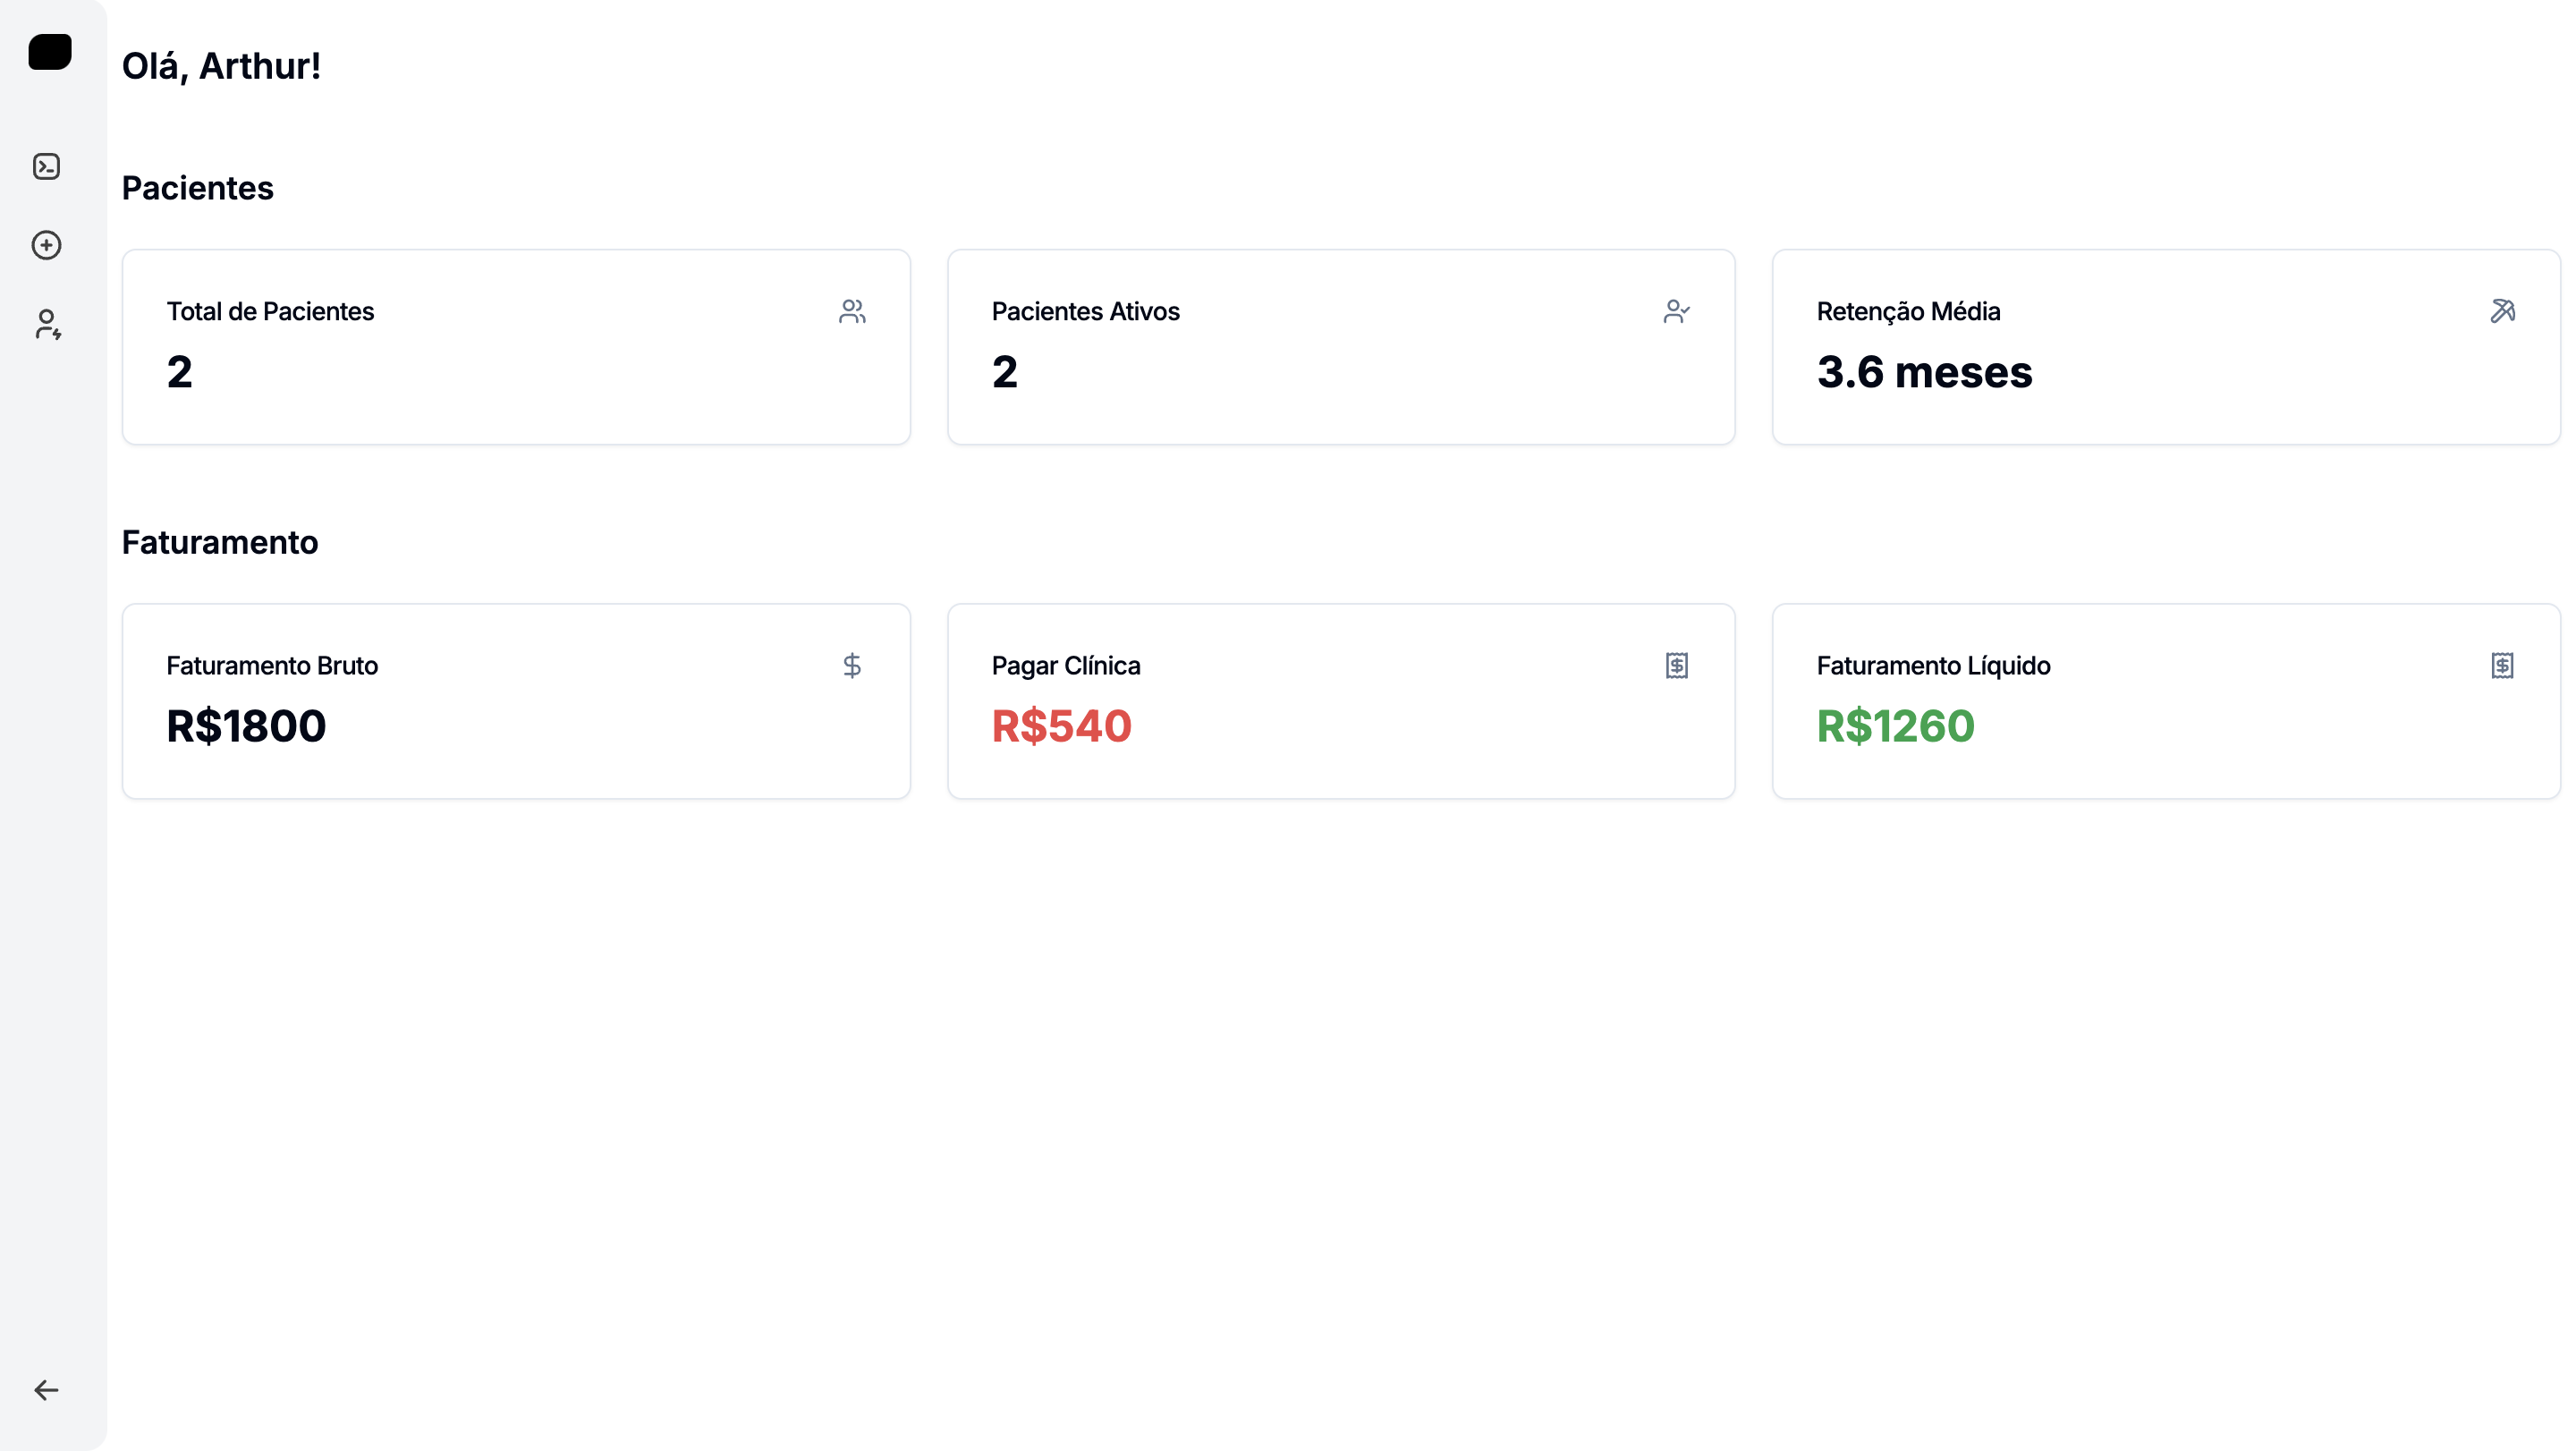 Olá, Arthur!
Pacientes
Total de Pacientes
2
Pacientes Ativos
2
Retenção Média
3.6 meses
Faturamento
Faturamento Bruto
R$1800
Pagar Clínica
R$540
Faturamento Líquido
R$1260